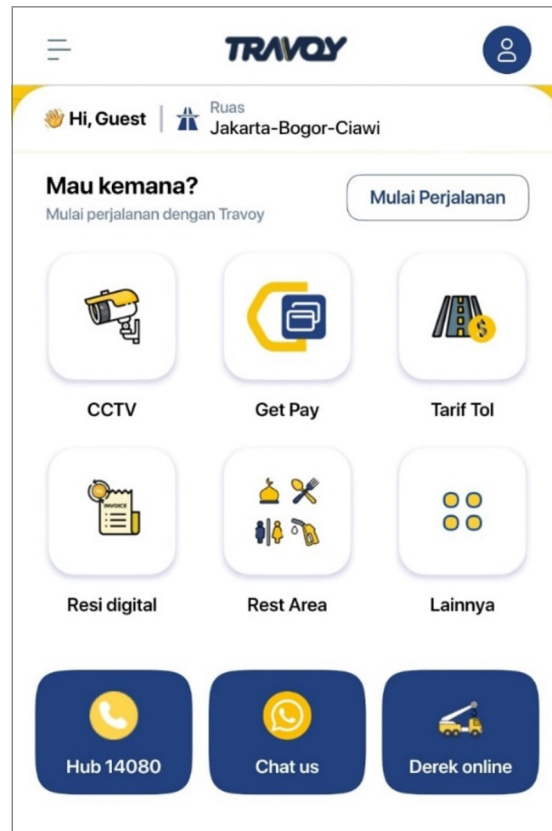 TRAVOY
👋 Hi, Guest
Ruas
Jakarta-Bogor-Ciawi
Mau kemana?
Mulai perjalanan dengan Travoy
Mulai Perjalanan
CCTV
Get Pay
Tarif Tol
INVOICE
Resi digital
Rest Area
Lainnya
Hub 14080
Chat us
Derek online